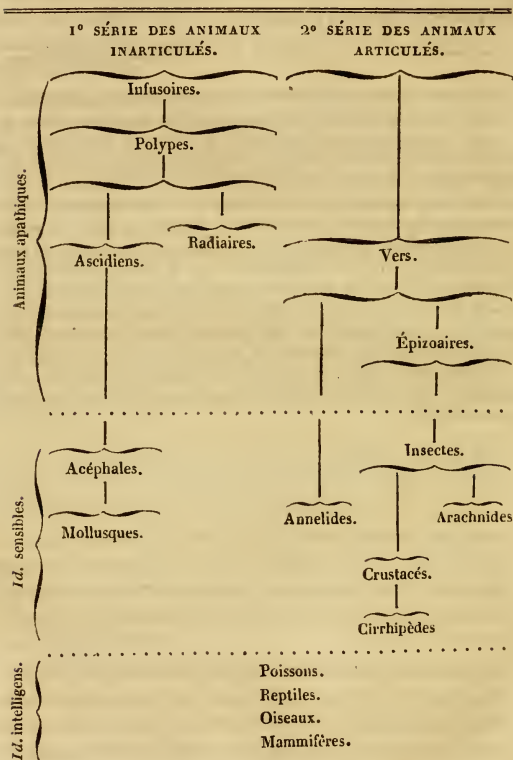 1° SÉRIE DES ANIMAUX
INARTICULÉS.
2° SÉRIE DES ANIMAUX
ARTICULÉS.
Animaux apathiques.
Infusoires.
Polypes.
Ascidiens.
Radiaires.
Vers.
Épizoaires.
Id. sensibles.
Acéphales.
Mollusques.
Insectes.
Annelides.
Arachnides
Crustacés.
Cirrhipèdes
Id. intelligens.
Poissons.
Reptiles.
Oiseaux.
Mammifères.